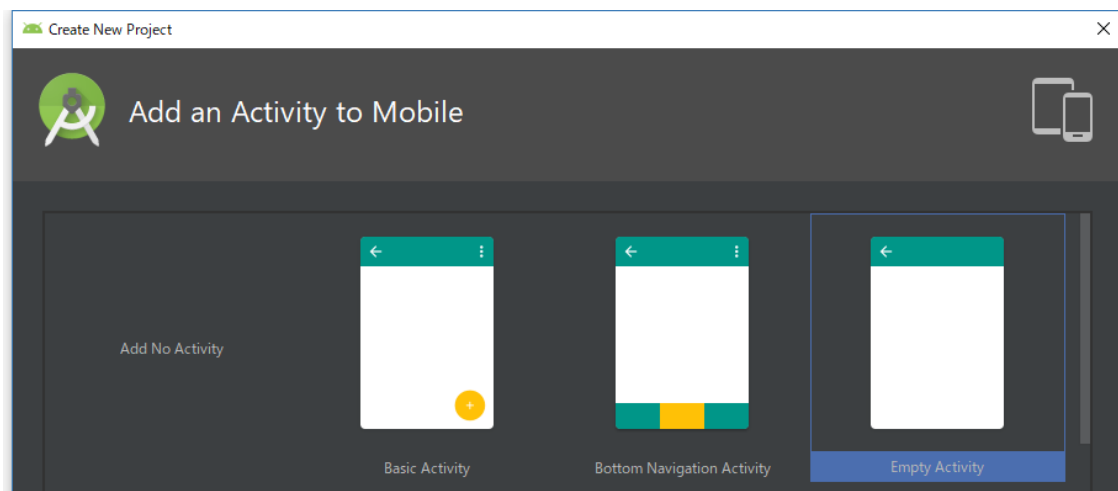 Create New Project
Add an Activity to Mobile
Add No Activity
Basic Activity
Bottom Navigation Activity
Empty Activity